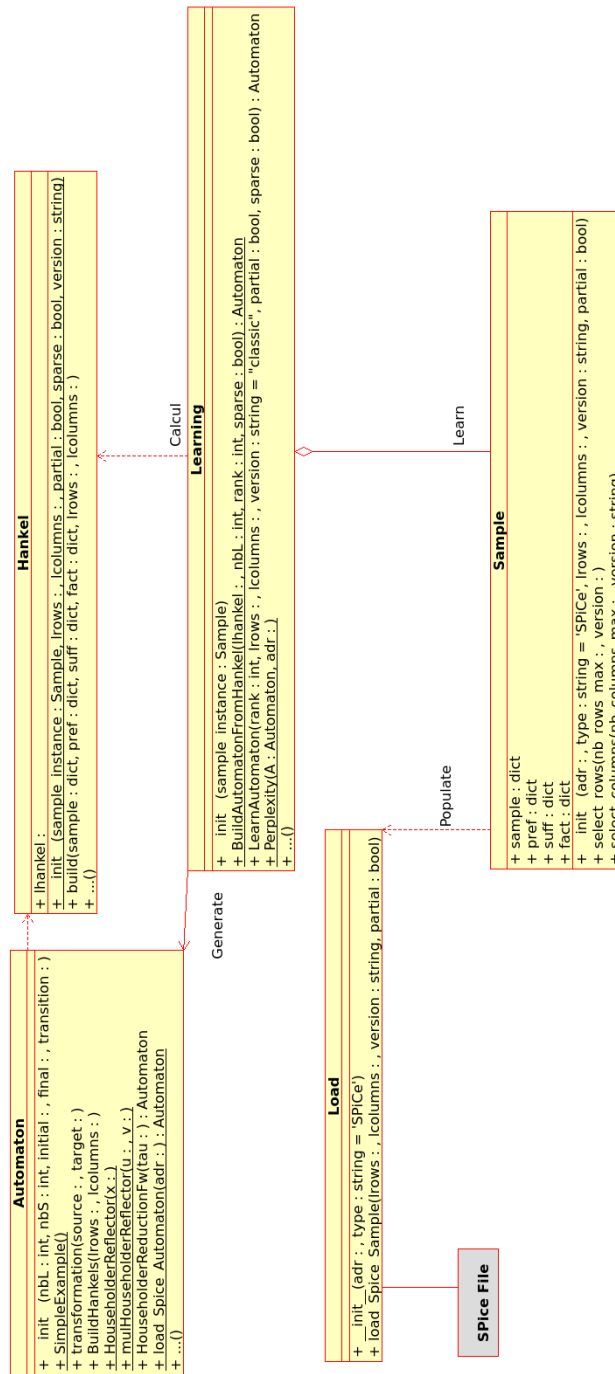 Automaton
+ __init__(nbL : int, nbS : int, initial : , final : , transition : )
+ SimpleExample()
+ transformation(source : , target : )
+ BuildHankels(lrows : , lcolumns : )
+ HouseholderReflector(x : )
+ mulHouseholderReflector(u : , v : )
+ HouseholderReductionFw(tau : ) : Automaton
+ load_Spice_Automaton(adr : ) : Automaton
+ ...()
Hankel
+ lhankel :
+ __init__(sample_instance : Sample, lrows : , lcolumns : , partial : bool, sparse : bool, version : string)
+ build(sample : dict, pref : dict, suff : dict, fact : dict, lrows : , lcolumns : )
+ ...()
Calcul
Generate
Learning
+ __init__(sample_instance : Sample)
+ BuildAutomatonFromHankel(lhankel : , nbL : int, rank : int, sparse : bool) : Automaton
+ LearnAutomaton(rank : int, lrows : , lcolumns : , version : string = "classic", partial : bool, sparse : bool) : Automaton
+ Perplexity(A : Automaton, adr : )
+ ...()
Learn
Load
+ __init__(adr : , type : string = 'SPiCe')
+ load_Spice_Sample(lrows : , lcolumns : , version : string, partial : bool)
Populate
SPice File
Sample
+ sample : dict
+ pref : dict
+ suff : dict
+ fact : dict
+ __init__(adr : , type : string = 'SPiCe', lrows : , lcolumns : , version : string, partial : bool)
+ select_rows(nb_rows_max : , version : )
+ select_columns(nb_columns_max : , version : string)